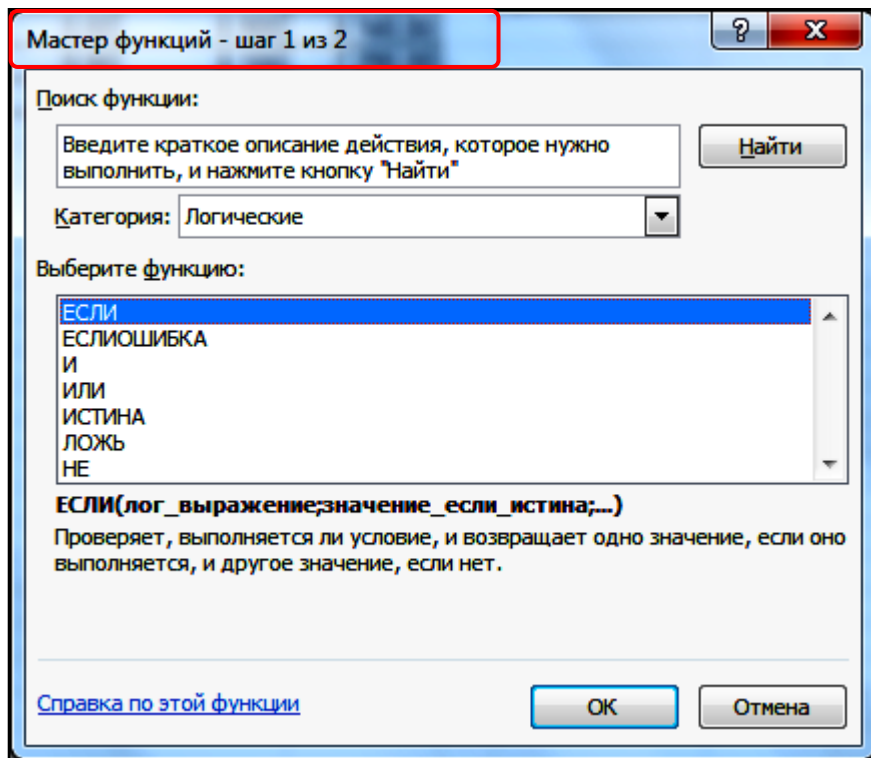 Мастер функций - шаг 1 из 2
Поиск функции:
Введите краткое описание действия, которое нужно
выполнить, и нажмите кнопку "Найти"
Найти
Категория:
Логические
Выберите функцию:
ЕСЛИ
ЕСЛИОШИБКА
И
ИЛИ
ИСТИНА
ЛОЖЬ
НЕ
ЕСЛИ(лог_выражение;значение_если_истина;...)
Проверяет, выполняется ли условие, и возвращает одно значение, если оно
выполняется, и другое значение, если нет.
Справка по этой функции
ОК
Отмена